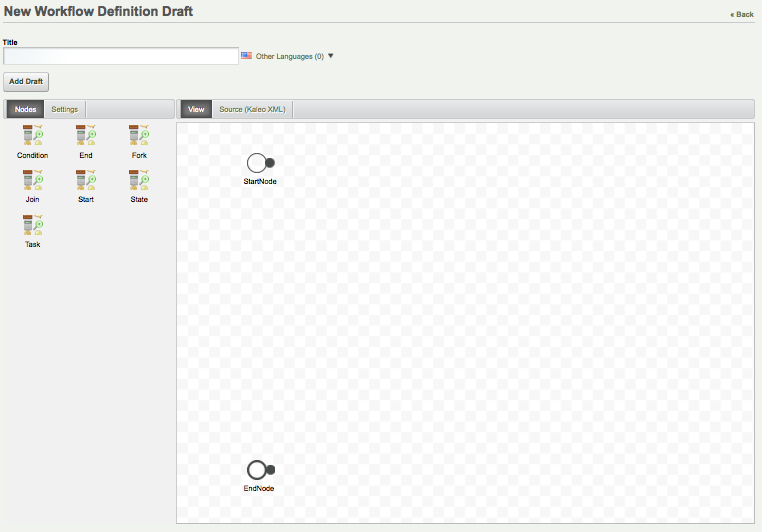 New Workflow Definition Draft
« Back
Title
Other Languages (0)
Add Draft
Nodes Settings
View Source (Kaleo XML)
Condition End Fork
StartNode
Join Start State
Task
EndNode